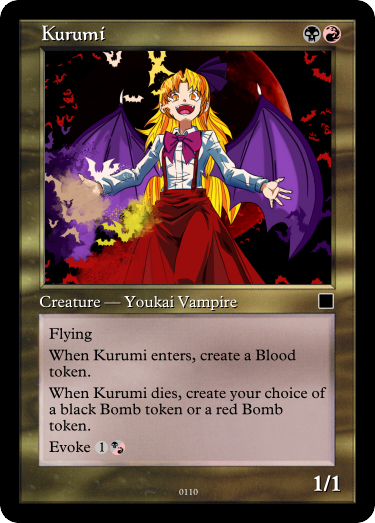 Kurumi
Creature — Youkai Vampire
Flying
When Kurumi enters, create a Blood
token.
When Kurumi dies, create your choice of
a black Bomb token or a red Bomb
token.
Evoke 1
1/1
0110